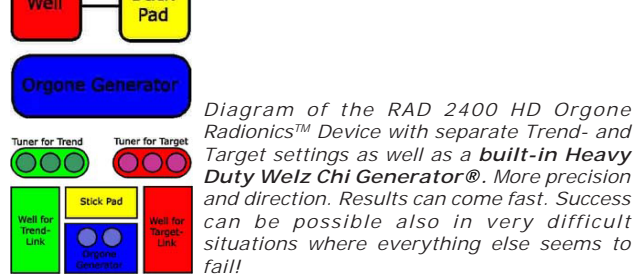 Well
Pad
Orgone Generator
Tuner for Trend
Tuner for Target
Stick Pad
Well for
Trend-
Link
Well for
Target-
Link
Orgone
Generator
Diagram of the RAD 2400 HD Orgone
Radionics™ Device with separate Trend- and
Target settings as well as a built-in Heavy
Duty Welz Chi Generator®. More precision
and direction. Results can come fast. Success
can be possible also in very difficult
situations where everything else seems to
fail!